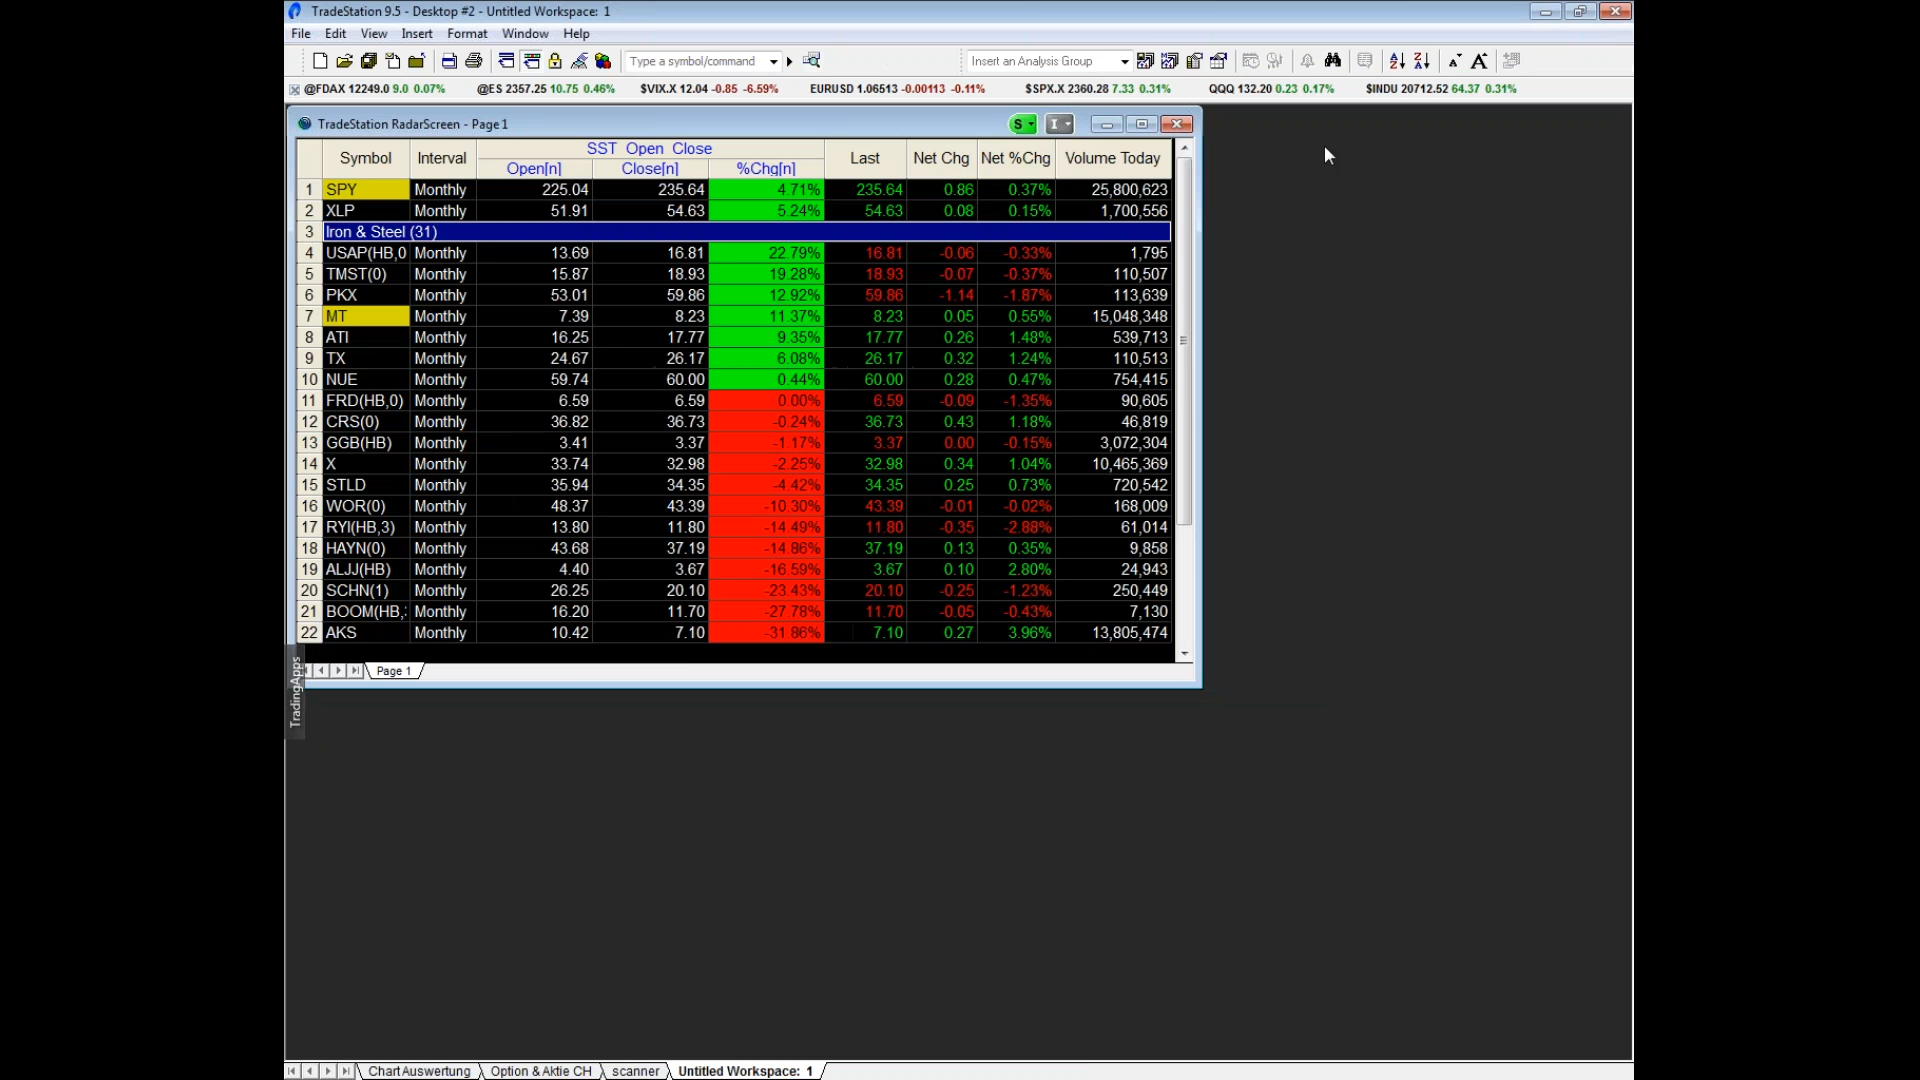 TradeStation 9.5 - Desktop #2 - Untitled Workspace: 1
File Edit View Insert Format Window Help
Type a symbol/command Insert an Analysis Group
@FDAX 12249.0 9.0 0.07% @ES 2357.25 10.75 0.46% $VIX.X 12.04 -0.85 -6.59% EURUSD 1.06513 -0.00113 -0.11% $SPX.X 2360.28 7.33 0.31% QQQ 132.20 0.23 0.17% $INDU 20712.52 64.37 0.31%
TradeStation RadarScreen - Page1 S I
SST Open Close
Symbol Interval Open[n] Close[n] %Chg[n] Last Net Chg Net %Chg Volume Today
1 SPY Monthly 225.04 235.64 4.71% 235.64 0.86 0.37% 25,800,623
2 XLP Monthly 51.91 54.63 5.24% 54.63 0.08 0.15% 1,700,556
3 Iron & Steel (31)
4 USAP(HB,0 Monthly 13.69 16.81 22.79% 16.81 -0.06 -0.33% 1,795
5 TMST(0) Monthly 15.87 18.93 19.28% 18.93 -0.07 -0.37% 110,507
6 PKX Monthly 53.01 59.86 12.92% 59.86 -1.14 -1.87% 113,639
7 MT Monthly 7.39 8.23 11.37% 8.23 0.05 0.55% 15,048,348
8 ATI Monthly 16.25 17.77 9.35% 17.77 0.26 1.48% 539,713
9 TX Monthly 24.67 26.17 6.08% 26.17 0.32 1.24% 110,513
10 NUE Monthly 59.74 60.00 0.44% 60.00 0.28 0.47% 754,415
11 FRD(HB,0) Monthly 6.59 6.59 0.00% 6.59 -0.09 -1.35% 90,605
12 CRS(0) Monthly 36.82 36.73 -0.24% 36.73 0.43 1.18% 46,819
13 GGB(HB) Monthly 3.41 3.37 -1.17% 3.37 0.00 -0.15% 3,072,304
14 X Monthly 33.74 32.98 -2.25% 32.98 0.34 1.04% 10,465,369
15 STLD Monthly 35.94 34.35 -4.42% 34.35 0.25 0.73% 720,542
16 WOR(0) Monthly 48.37 43.39 -10.30% 43.39 -0.01 -0.02% 168,009
17 RYI(HB,3) Monthly 13.80 11.80 -14.49% 11.80 -0.35 -2.88% 61,014
18 HAYN(0) Monthly 43.68 37.19 -14.86% 37.19 0.13 0.35% 9,858
19 ALJJ(HB) Monthly 4.40 3.67 -16.59% 3.67 0.10 2.80% 24,943
20 SCHN(1) Monthly 26.25 20.10 -23.43% 20.10 -0.25 -1.23% 250,449
21 BOOM(HB, Monthly 16.20 11.70 -27.78% 11.70 -0.05 -0.43% 7,130
22 AKS Monthly 10.42 7.10 -31.86% 7.10 0.27 3.96% 13,805,474
Page 1
TradingApps
ChartAuswertung Option & Aktie CH scanner Untitled Workspace: 1